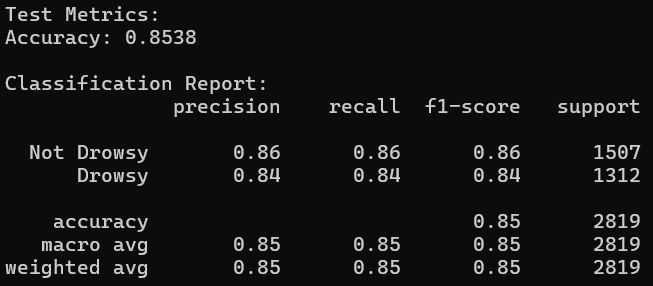 Test Metrics:
Accuracy: 0.8538
Classification Report:
precision recall f1-score support
Not Drowsy 0.86 0.86 0.86 1507
Drowsy 0.84 0.84 0.84 1312
accuracy 0.85 2819
macro avg 0.85 0.85 0.85 2819
weighted avg 0.85 0.85 0.85 2819